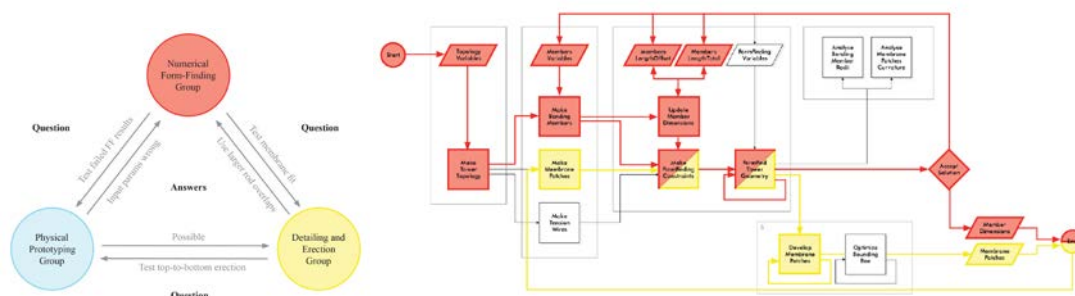 Numerical
Form-Finding
Group
Question
Question
Test failed FF results
Input params wrong
Test membrane fit
Use larger rod overlaps
Answers
Physical
Prototyping
Group
Possible
Test top-to-bottom erection
Detailing and
Erection
Group
Question
Start
Topology
Variables
Members
Variables
Members
LengthOffset
Members
LengthTotal
FormFinding
Variables
Analyse
Bending
Member
Radii
Analyse
Membrane
Patches
Curvature
Make
Bending
Members
Update
Member
Dimensions
Make
Tower
Topology
Make
Membrane
Patches
Make
FormFinding
Constraints
FormFind
Tower
Geometry
Accept
Solution
Make
Tension
Wires
Member
Dimensions
Develop
Membrane
Patches
Optimise
Bounding
Box
Membrane
Patches
End